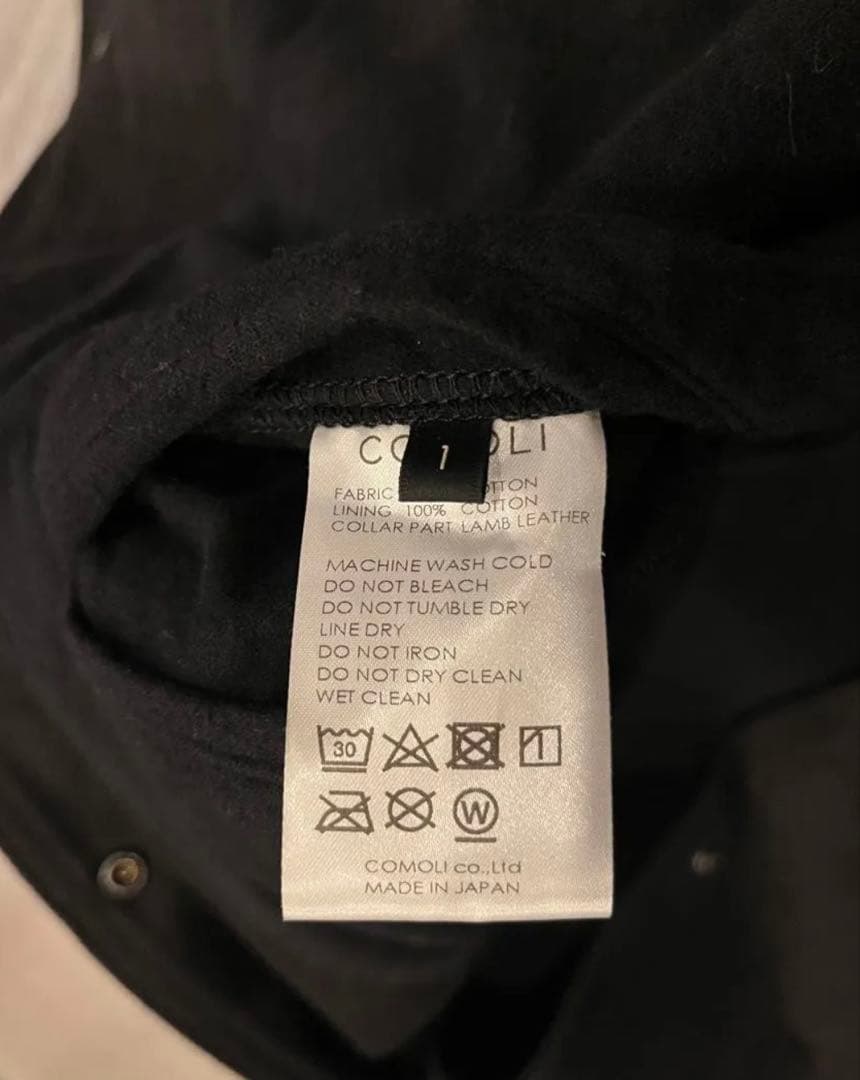 1
FABRIC
LINING 100% COTTON
COLLAR PART LAMB LEATHER
MACHINE WASH COLD
DO NOT BLEACH
DO NOT TUMBLE DRY
LINE DRY
DO NOT IRON
DO NOT DRY CLEAN
WET CLEAN
30
W
COMOLI co.,Ltd
MADE IN JAPAN